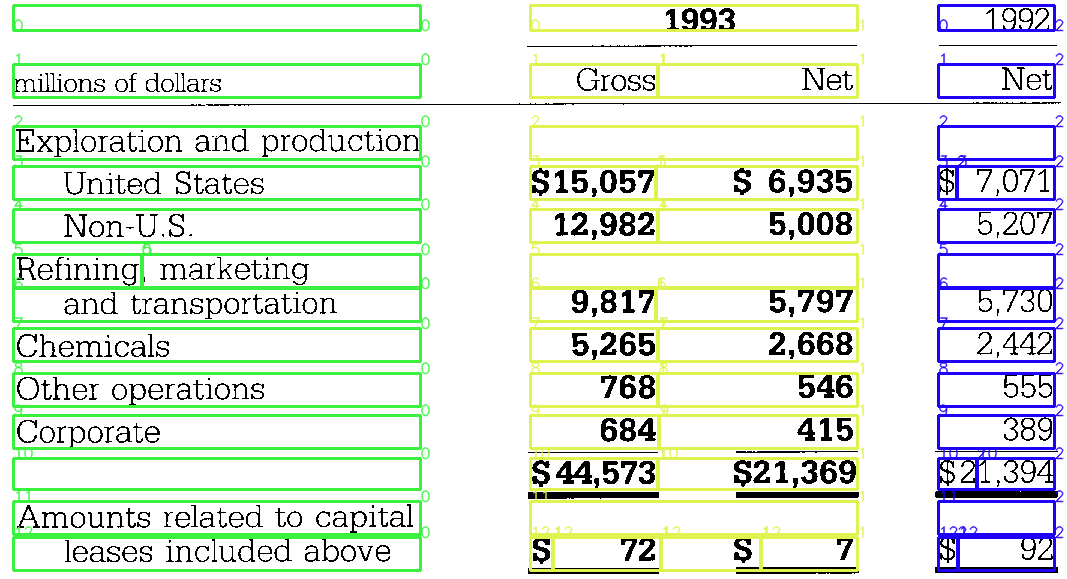 1993 1992
millions of dollars Gross Net Net
Exploration and production
United States $15,057 $ 6,935 $ 7,071
Non-U.S. 12,982 5,008 5,207
Refining, marketing
and transportation 9,817 5,797 5,730
Chemicals 5,265 2,668 2,442
Other operations 768 546 555
Corporate 684 415 389
$44,573 $21,369 $21,394
Amounts related to capital
leases included above $ 72 $ 7 $ 92